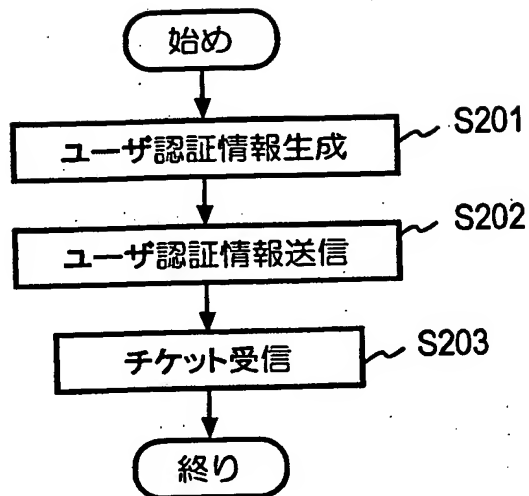 始め
ユーザ認証情報生成
S201
ユーザ認証情報送信
S202
チケット受信
S203
終り